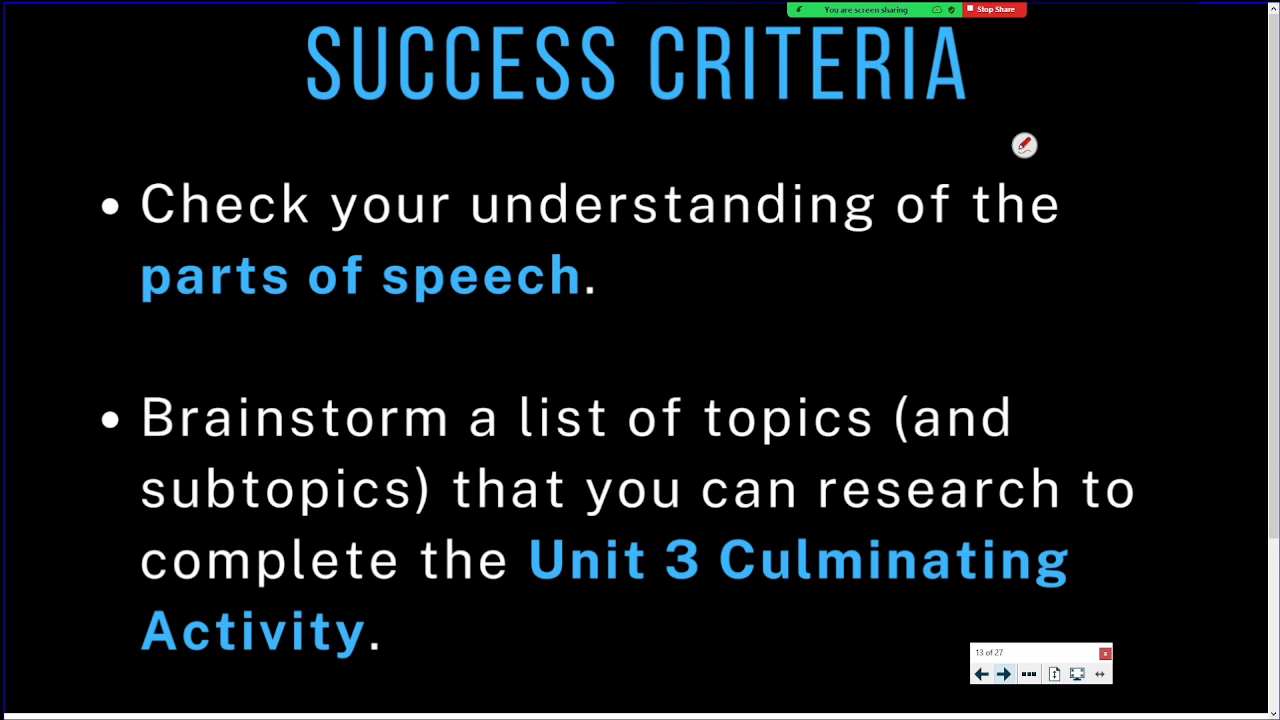 You are screen sharing
Stop Share
SUCCESS CRITERIA
• Check your understanding of the
parts of speech.
• Brainstorm a list of topics (and
subtopics) that you can research to
complete the Unit 3 Culminating
Activity.
13 of 27